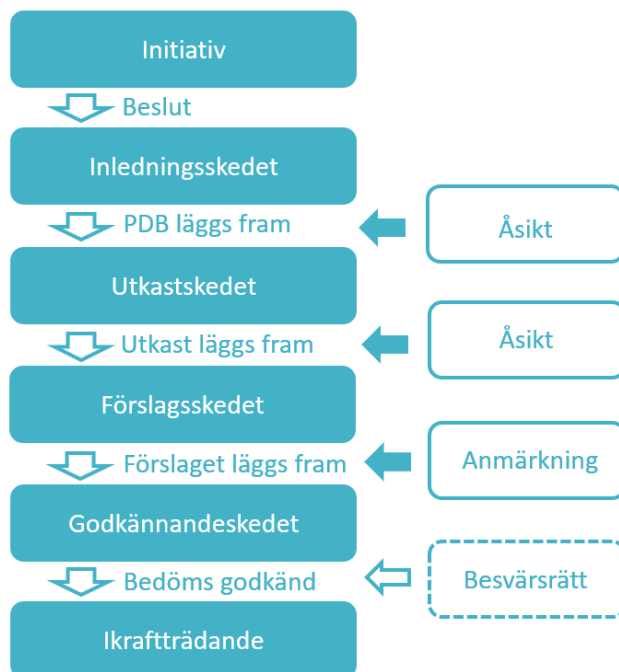 Initiativ
Beslut
Inledningsskedet
PDB läggs fram
Åsikt
Utkastskedet
Utkast läggs fram
Åsikt
Förslagsskedet
Förslaget läggs fram
Anmärkning
Godkännandeskedet
Bedöms godkänd
Besvärsrätt
Ikraftträdande